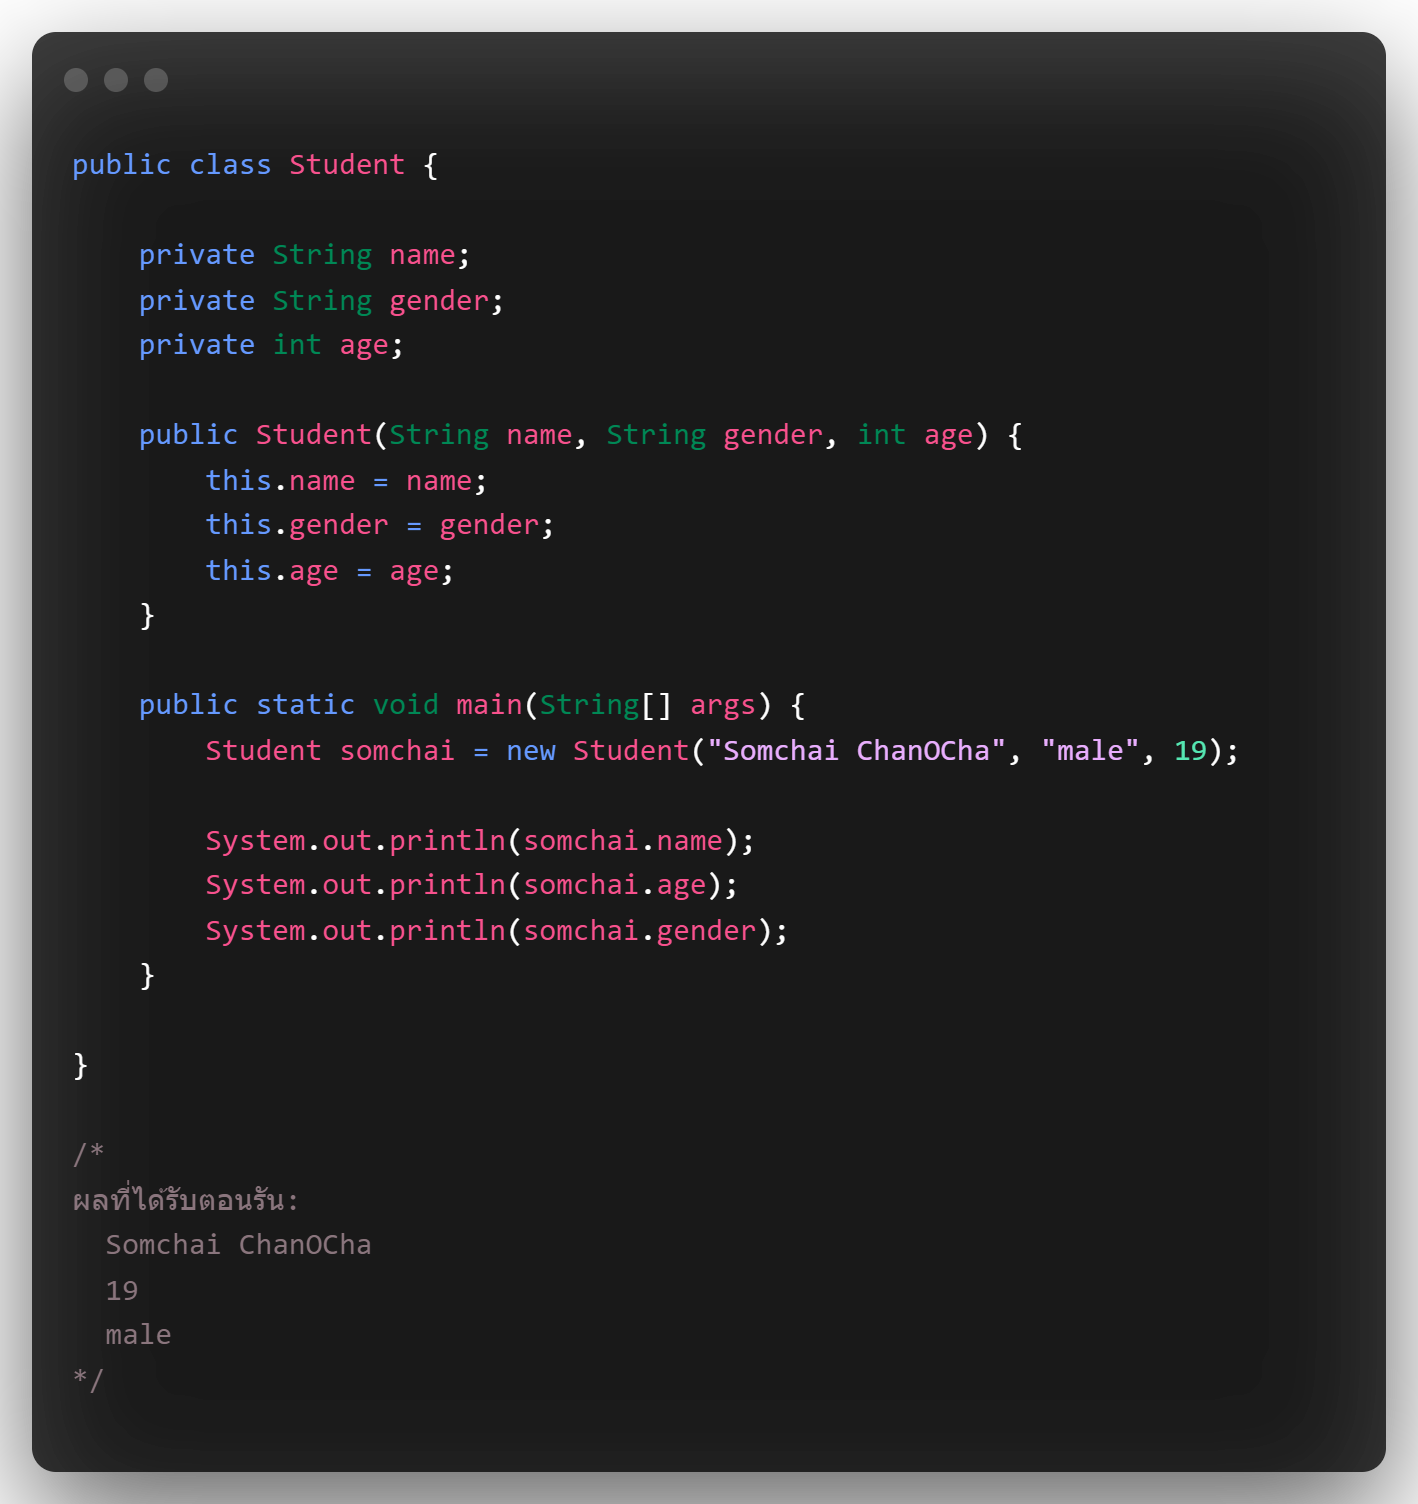 public class Student {
    private String name;
    private String gender;
    private int age;
    public Student(String name, String gender, int age) {
        this.name = name;
        this.gender = gender;
        this.age = age;
    }
    public static void main(String[] args) {
        Student somchai = new Student("Somchai ChanOCha", "male", 19);
        System.out.println(somchai.name);
        System.out.println(somchai.age);
        System.out.println(somchai.gender);
    }
}
/*
ผลที่ได้รับตอนรัน:
  Somchai ChanOCha
  19
  male
*/